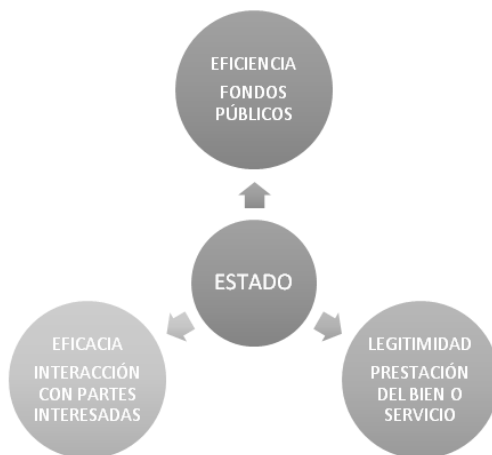 EFICIENCIA
FONDOS
PÚBLICOS
ESTADO
EFICACIA
INTERACCIÓN
CON PARTES
INTERESADAS
LEGITIMIDAD
PRESTACIÓN
DEL BIEN O
SERVICIO